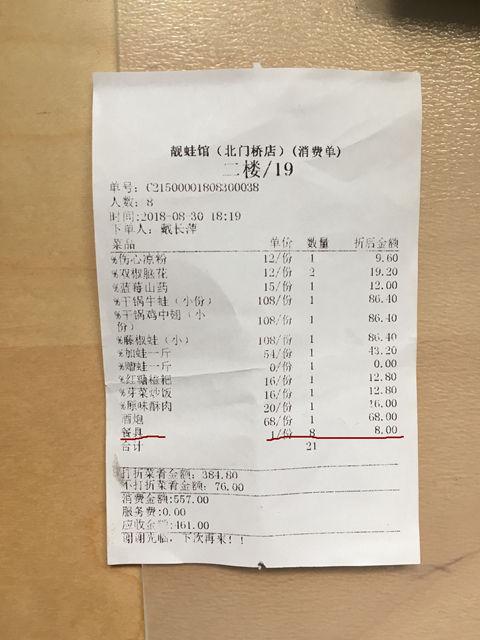 靓蛙馆（北门桥店）(消费单)
二楼/19
单号: C21500001808300038
人数: 8
时间:2018-08-30 18:19
下单人: 戴长萍
菜品 单价 数量 折后金额
%伤心凉粉 12/份 1 9.60
%双椒脑花 12/份 2 19.20
%蓝莓山药 15/份 1 12.00
%干锅牛蛙（小份） 108/份 1 86.40
%干锅鸡中翅（小份） 108/份 1 86.40
%藤椒蛙（小） 108/份 1 86.40
%加蛙一斤 54/份 1 43.20
%赠蛙一斤 0/份 1 0.00
%红糖糍粑 16/份 1 12.80
%芽菜炒饭 16/份 1 12.80
%原味酥肉 20/份 1 16.00
酒炮 68/份 1 68.00
餐具 1/份 8 8.00
合计 21
打折菜肴金额: 384.80
不打折菜肴金额: 76.00
消费金额:557.00
服务费:0.00
应收金额:461.00
谢谢光临，下次再来！！